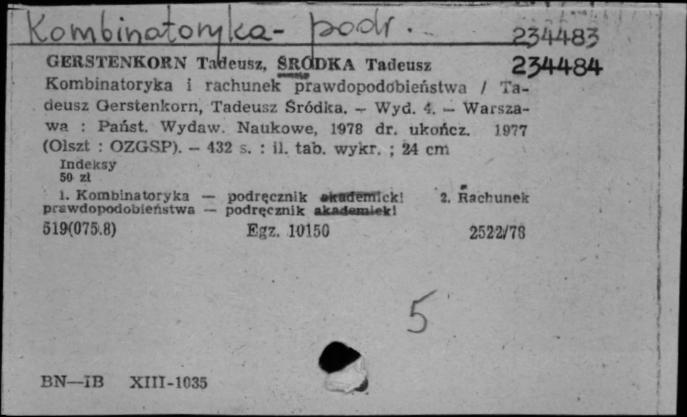 Kombinatoryka - podr.
234483
GERSTENKORN Tadeusz, ŚRÓDKA Tadeusz
234484
Kombinatoryka i rachunek prawdopodobieństwa / Ta-
deusz Gerstenkorn, Tadeusz Śródka. — Wyd. 4. — Warsza-
wa : Państ. Wydaw. Naukowe, 1978 dr. ukończ. 1977
(Olszt : OZGSP). — 432 s. : il. tab. wykr. ; 24 cm
Indeksy
50 zł
1. Kombinatoryka — podręcznik akademicki 2. Rachunek
prawdopodobieństwa — podręcznik akademicki
519(075.8) Egz. 10150 2522/78
5
BN—IB XIII-1035